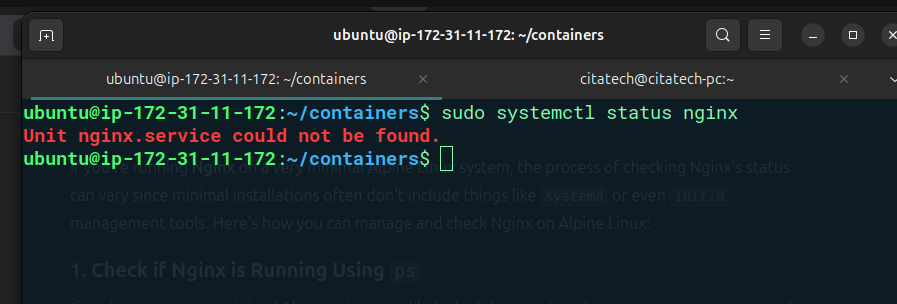 ubuntu@ip-172-31-11-172: ~/containers
ubuntu@ip-172-31-11-172: ~/containers
citatech@citatech-pc:~
ubuntu@ip-172-31-11-172:~/containers$ sudo systemctl status nginx
Unit nginx.service could not be found.
ubuntu@ip-172-31-11-172:~/containers$
If you're running Nginx on a very minimal Alpine Linux system, the process of checking Nginx's status
can vary since minimal installations often don't include things like systemd or even init.d
management tools. Here's how you can manage and check Nginx on Alpine Linux:
1. Check if Nginx is Running Using ps